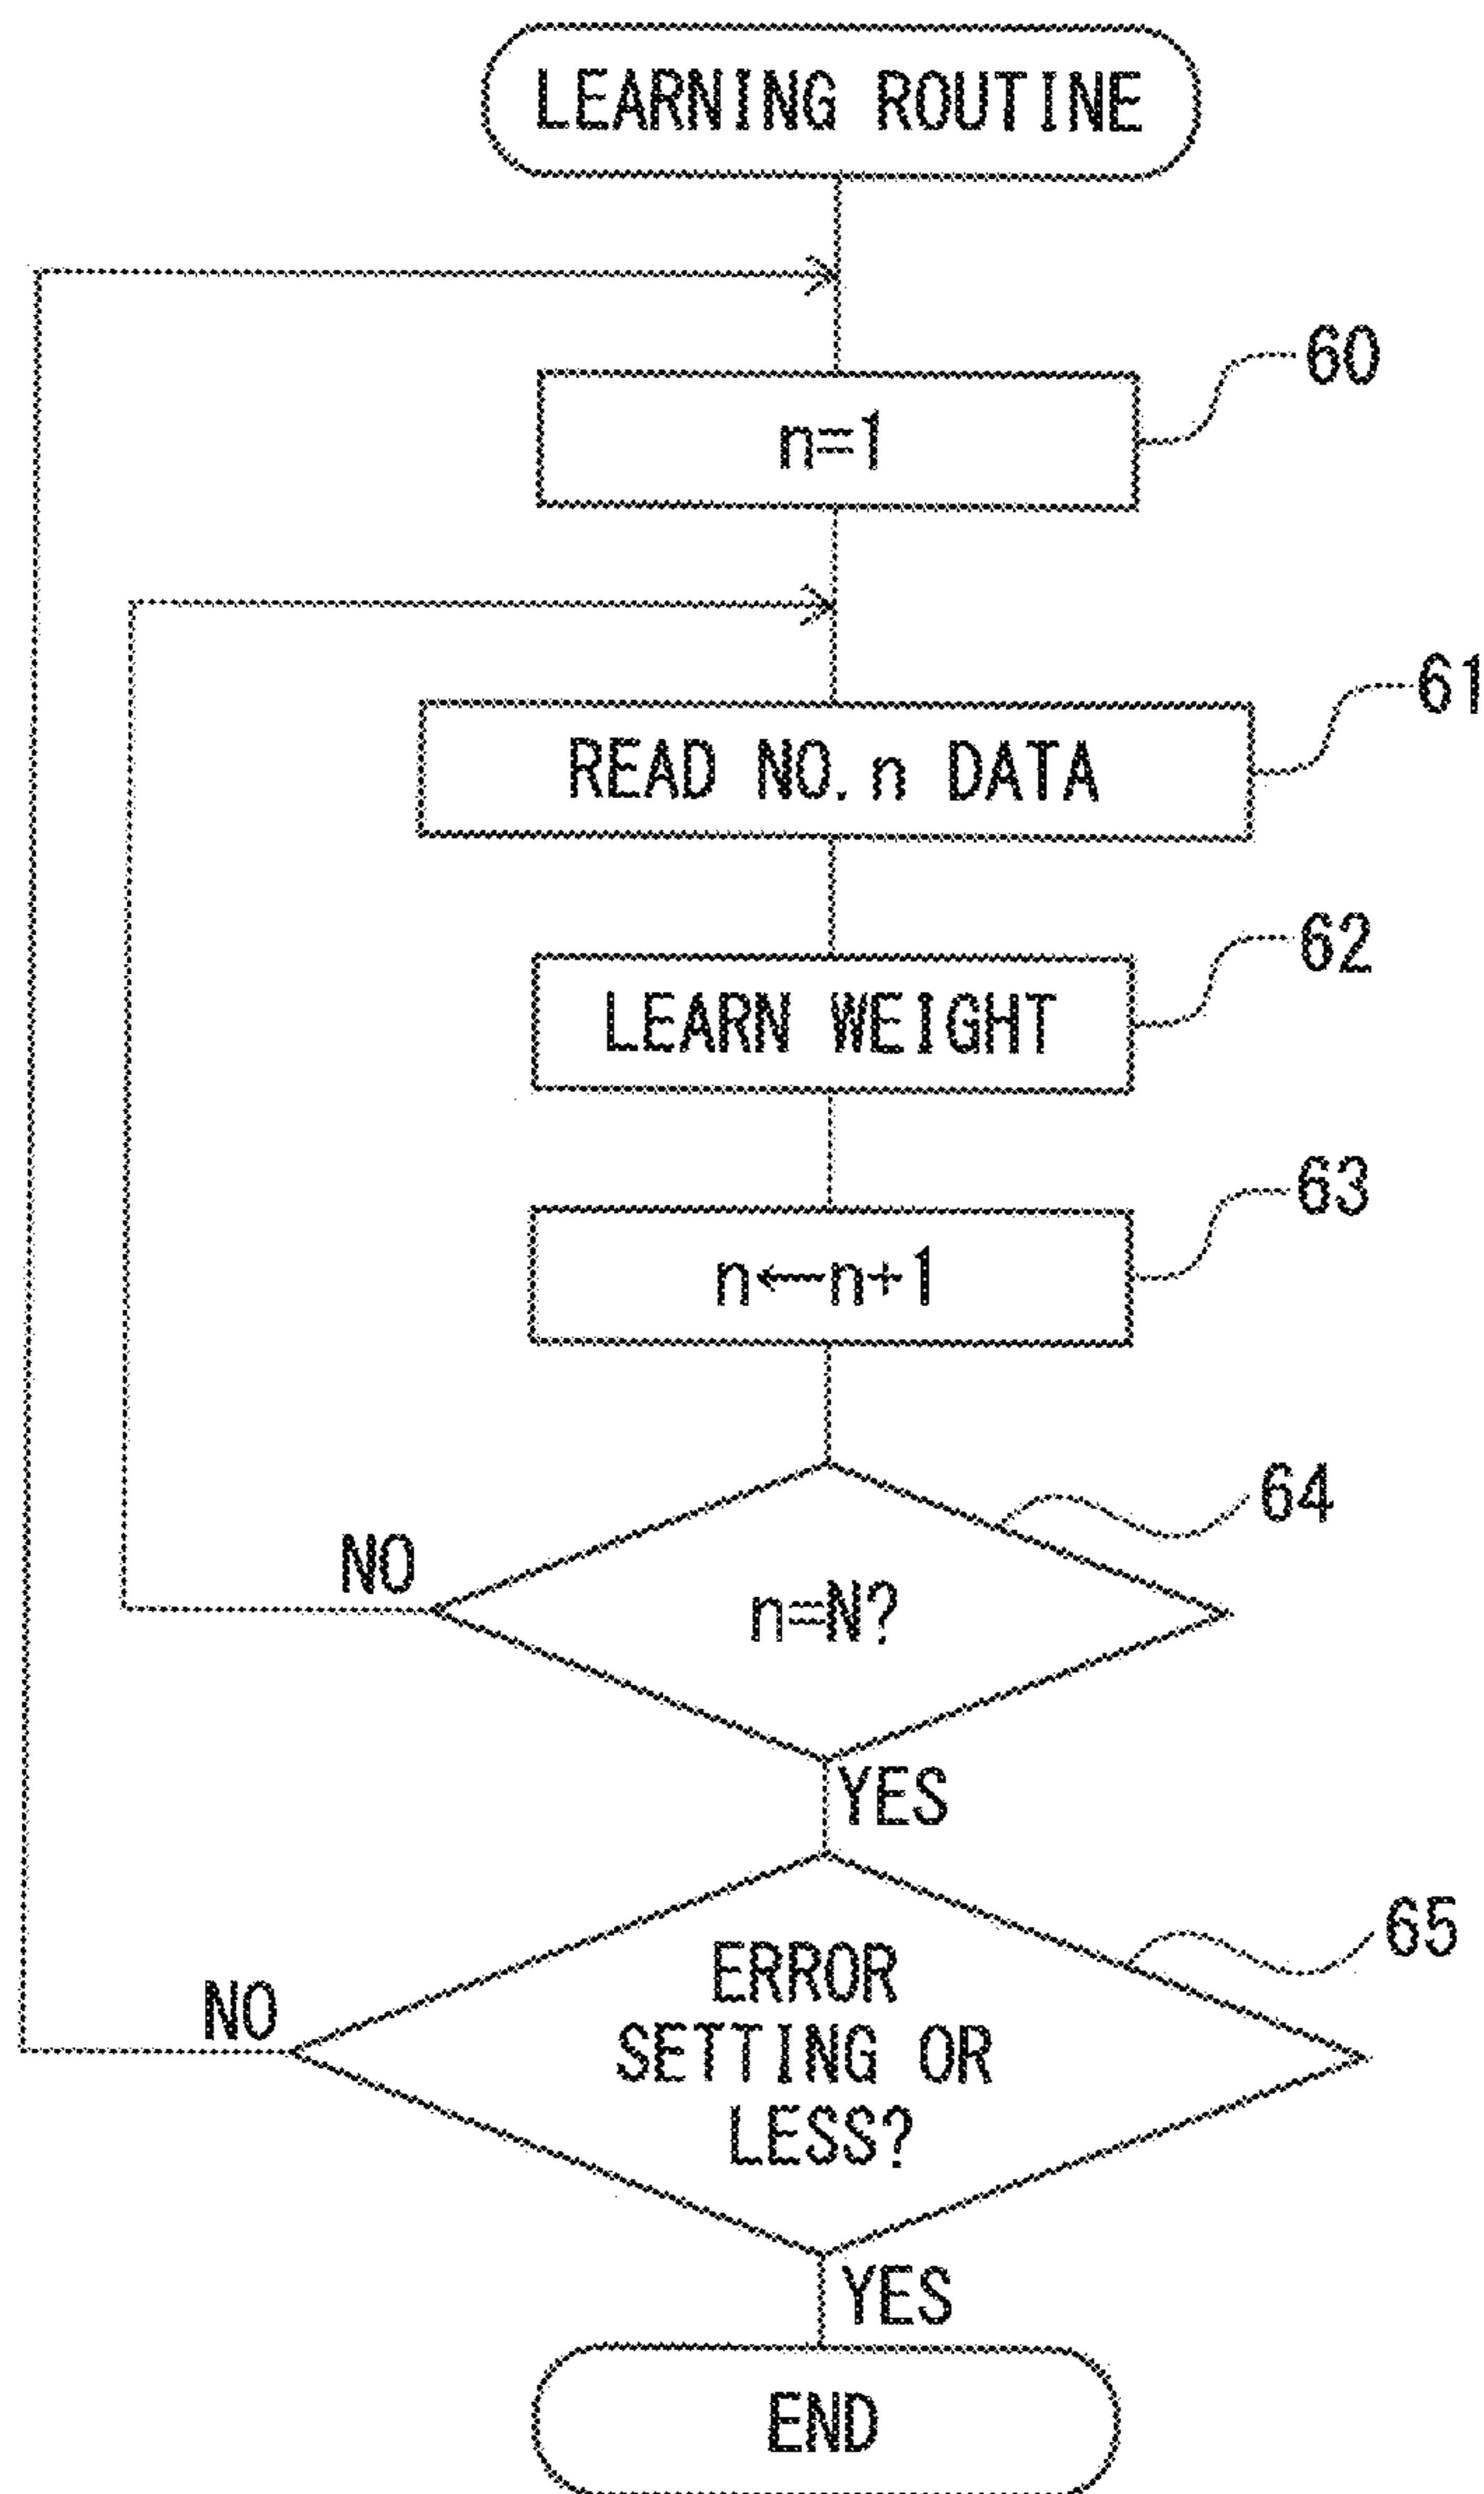 LEARNING ROUTINE
60
n=1
61
READ NO. n DATA
62
LEARN WEIGHT
63
n←n+1
64
NO
n=N?
YES
65
ERROR
NO
SETTING OR
LESS?
YES
END